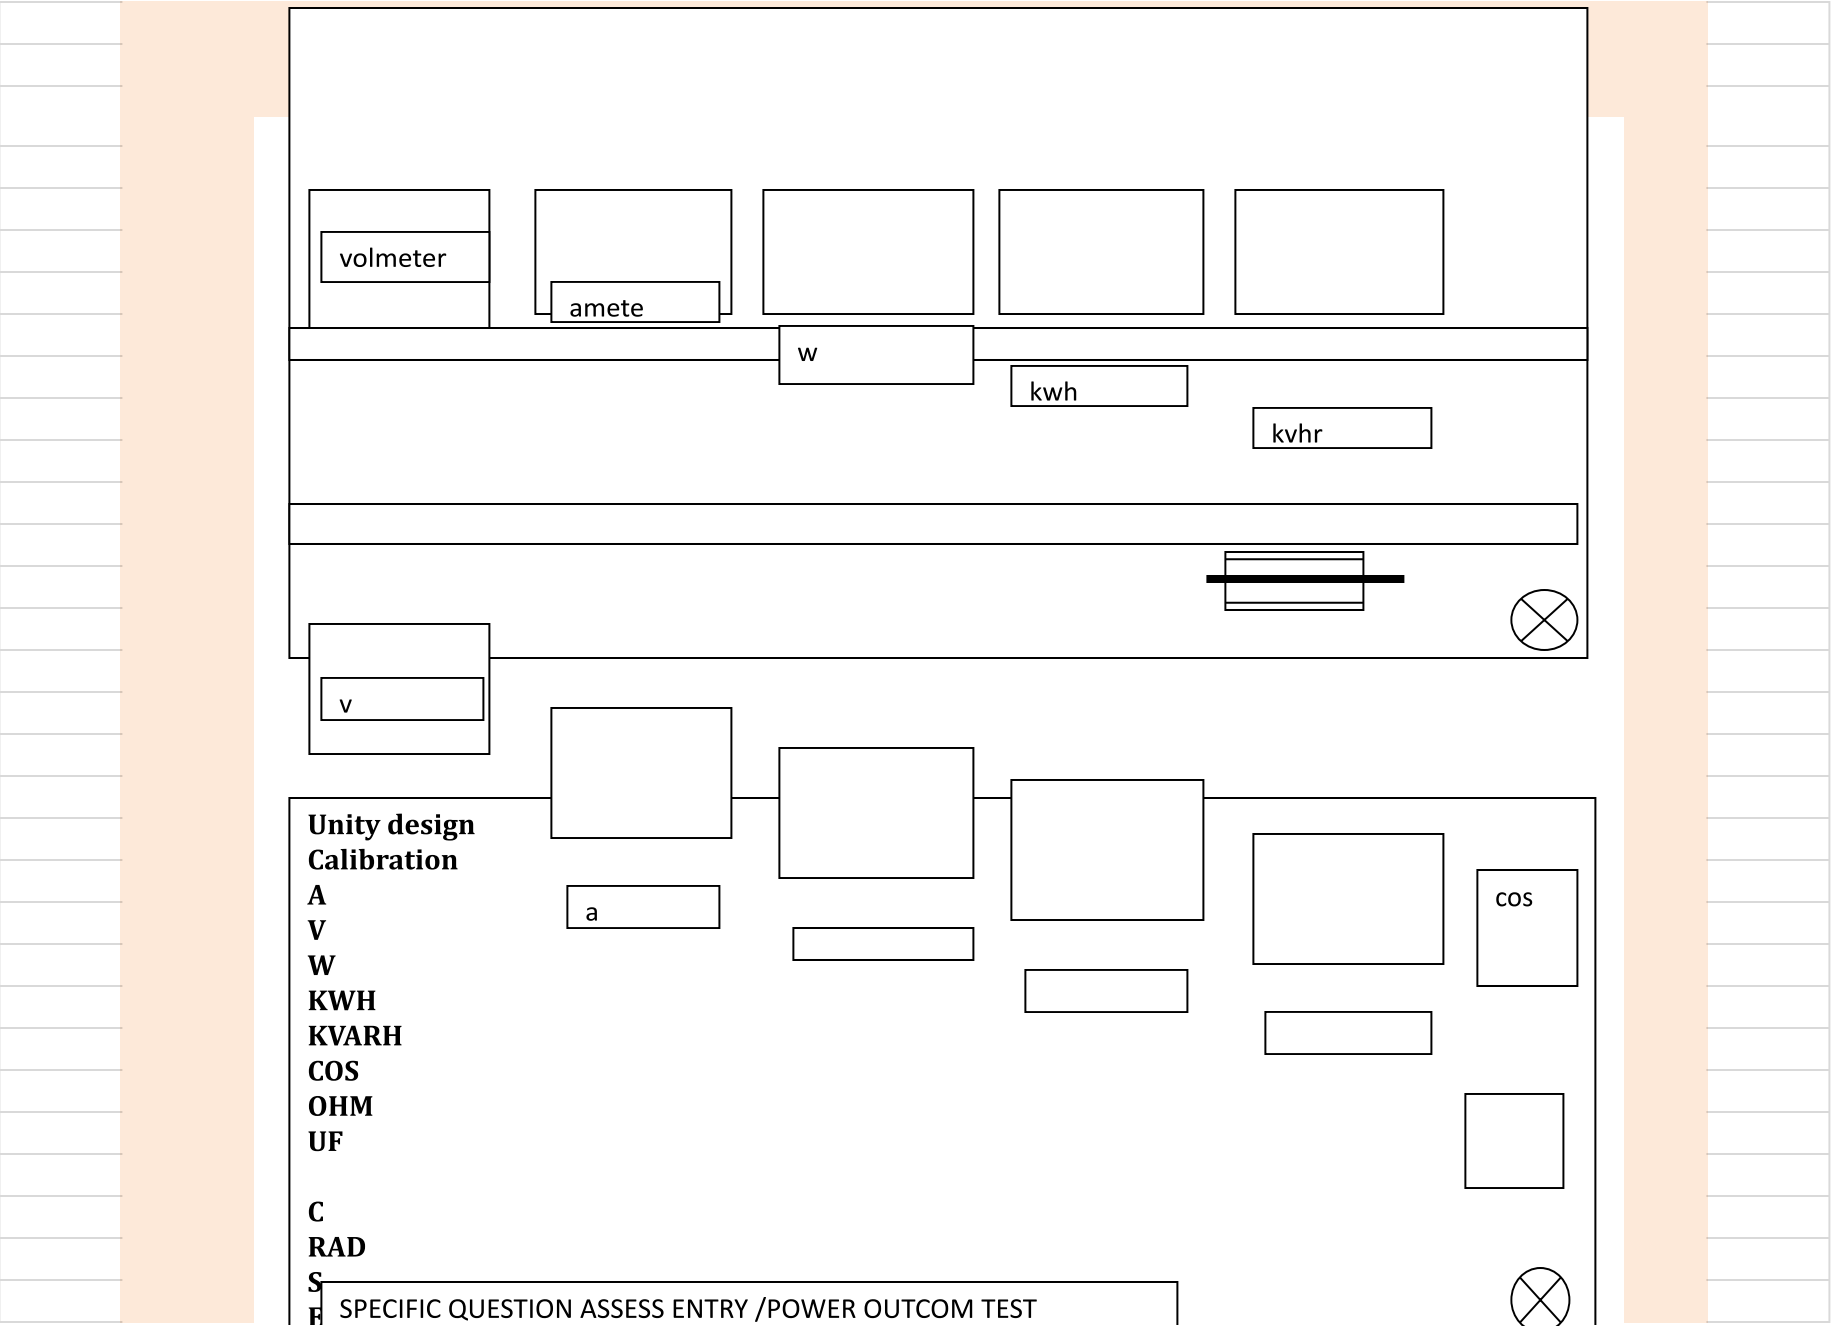 volmeter
amete
w
kwh
kvhr
v
Unity design
Calibration
A
V
W
KWH
KVARH
COS
OHM
UF
C
RAD
S
a
cos
SPECIFIC QUESTION ASSESS ENTRY /POWER OUTCOM TEST